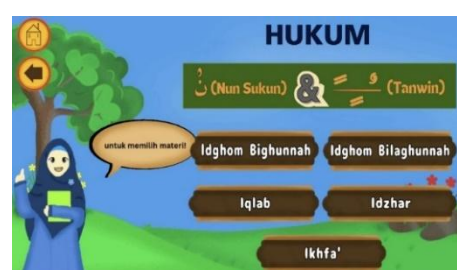 HUKUM
نْ (Nun Sukun) & ـًـٍـٌ (Tanwin)
untuk memilih materi!
Idghom Bighunnah Idghom Bilaghunnah
Iqlab Idzhar
Ikhfa'